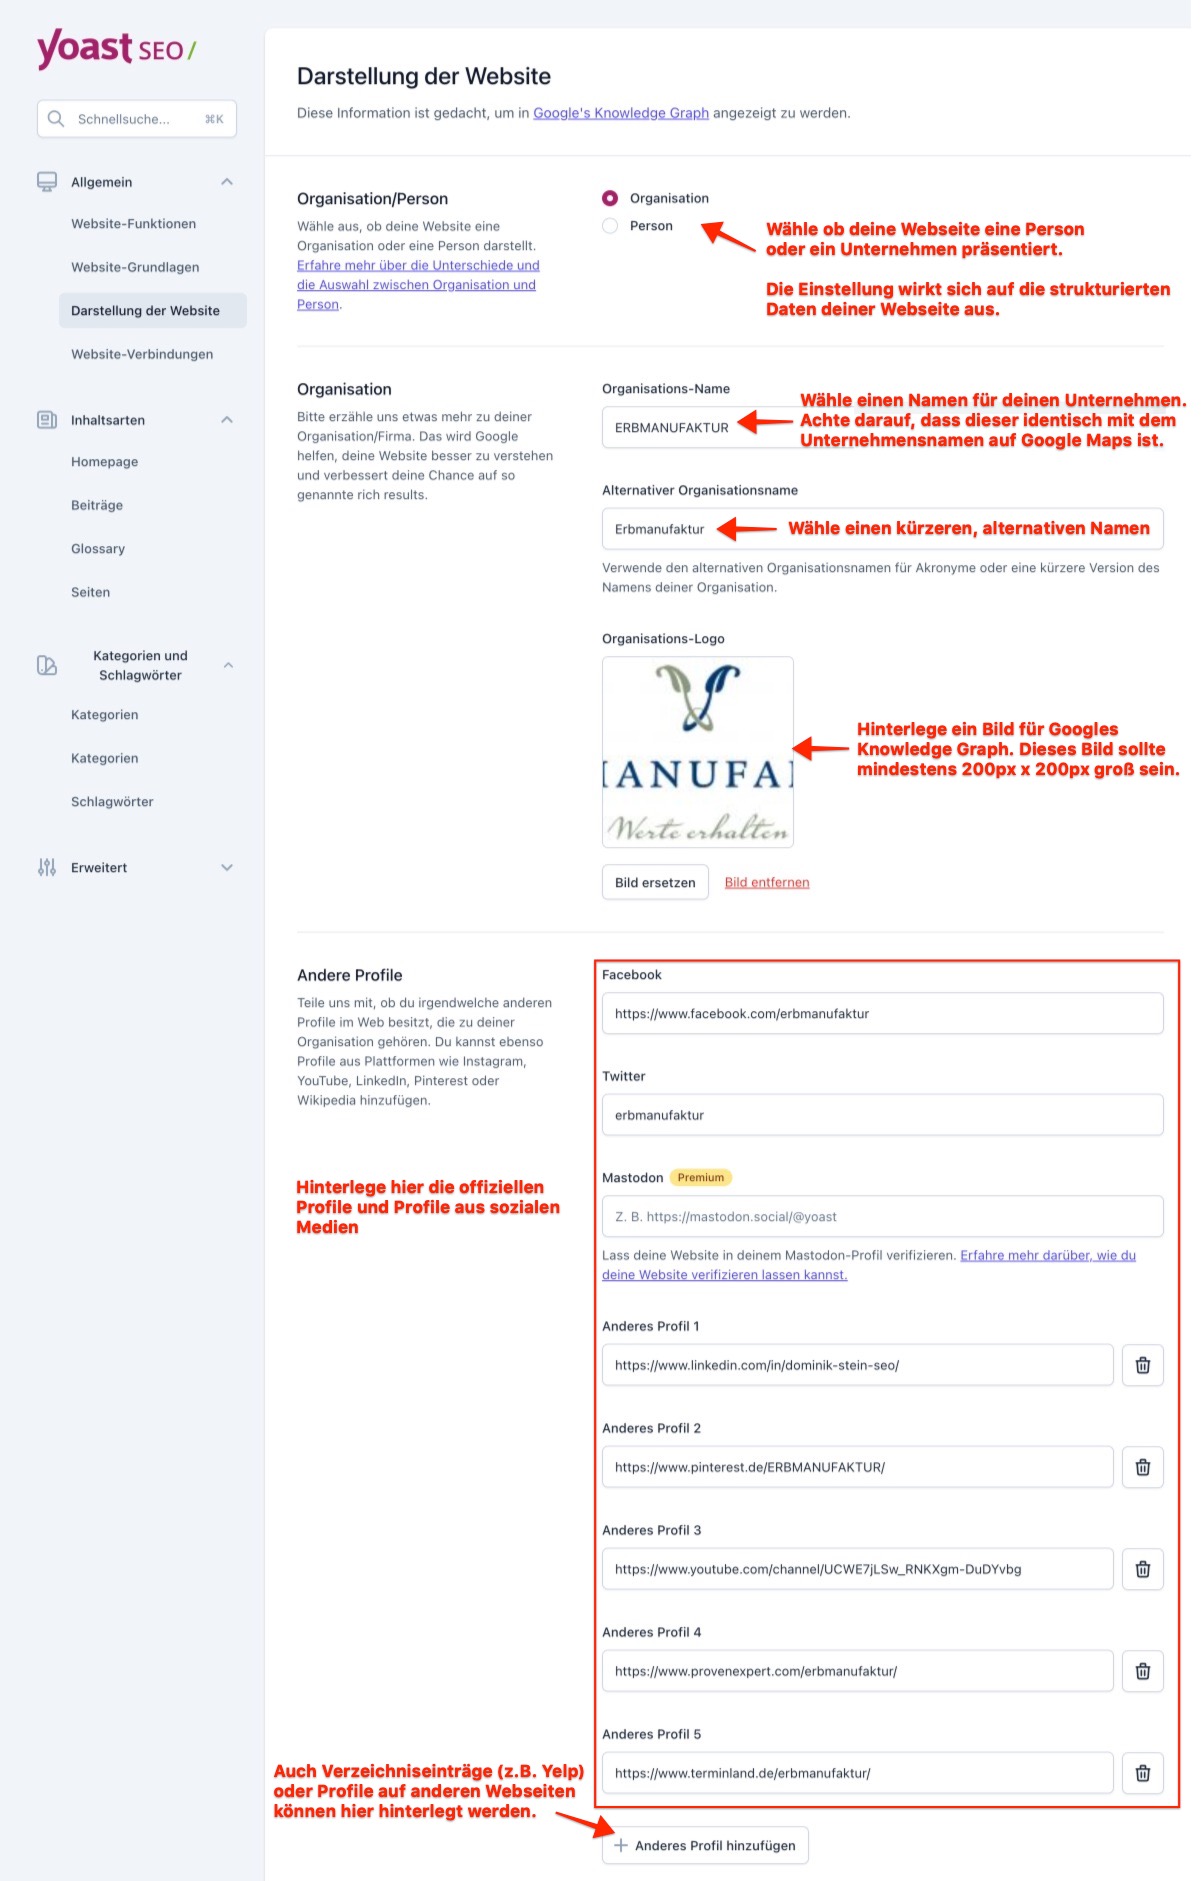 yoast SEO/
Schnellsuche... ⌘K
Allgemein
Website-Funktionen
Website-Grundlagen
Darstellung der Website
Website-Verbindungen
Inhaltsarten
Homepage
Beiträge
Glossary
Seiten
Kategorien und
Schlagwörter
Kategorien
Kategorien
Schlagwörter
Erweitert
Darstellung der Website
Diese Information ist gedacht, um in Google's Knowledge Graph angezeigt zu werden.
Organisation/Person
Wähle aus, ob deine Website eine
Organisation oder eine Person darstellt.
Erfahre mehr über die Unterschiede und
die Auswahl zwischen Organisation und
Person.
Organisation
Person
Wähle ob deine Webseite eine Person
oder ein Unternehmen präsentiert.
Die Einstellung wirkt sich auf die strukturierten
Daten deiner Webseite aus.
Organisation
Bitte erzähle uns etwas mehr zu deiner
Organisation/Firma. Das wird Google
helfen, deine Website besser zu verstehen
und verbessert deine Chance auf so
genannte rich results.
Organisations-Name
ERBMANUFAKTUR
Wähle einen Namen für deinen Unternehmen.
Achte darauf, dass dieser identisch mit dem
Unternehmensnamen auf Google Maps ist.
Alternativer Organisationsname
Erbmanufaktur
Wähle einen kürzeren, alternativen Namen
Verwende den alternativen Organisationsnamen für Akronyme oder eine kürzere Version des
Namens deiner Organisation.
Organisations-Logo
MANUFA
Werte erhalten
Hinterlege ein Bild für Googles
Knowledge Graph. Dieses Bild sollte
mindestens 200px x 200px groß sein.
Bild ersetzen
Bild entfernen
Andere Profile
Teile uns mit, ob du irgendwelche anderen
Profile im Web besitzt, die zu deiner
Organisation gehören. Du kannst ebenso
Profile aus Plattformen wie Instagram,
YouTube, LinkedIn, Pinterest oder
Wikipedia hinzufügen.
Hinterlege hier die offiziellen
Profile und Profile aus sozialen
Medien
Facebook
https://www.facebook.com/erbmanufaktur
Twitter
erbmanufaktur
Mastodon Premium
Z. B. https://mastodon.social/@yoast
Lass deine Website in deinem Mastodon-Profil verifizieren. Erfahre mehr darüber, wie du
deine Website verifizieren lassen kannst.
Anderes Profil 1
https://www.linkedin.com/in/dominik-stein-seo/
Anderes Profil 2
https://www.pinterest.de/ERBMANUFAKTUR/
Anderes Profil 3
https://www.youtube.com/channel/UCWE7jLSw_RNKXgm-DuDYvbg
Anderes Profil 4
https://www.provenexpert.com/erbmanufaktur/
Anderes Profil 5
https://www.terminland.de/erbmanufaktur/
Auch Verzeichniseinträge (z.B. Yelp)
oder Profile auf anderen Webseiten
können hier hinterlegt werden.
Anderes Profil hinzufügen